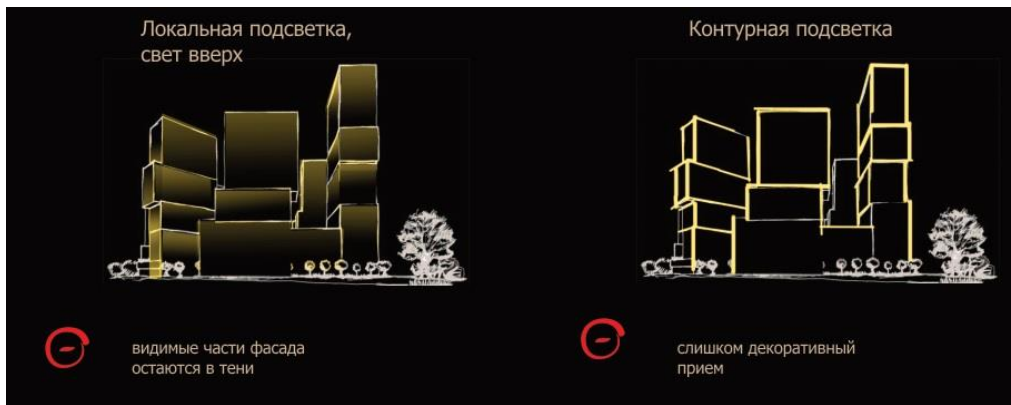 Локальная подсветка,
свет вверх
Контурная подсветка
видимые части фасада
остаются в тени
слишком декоративный
прием